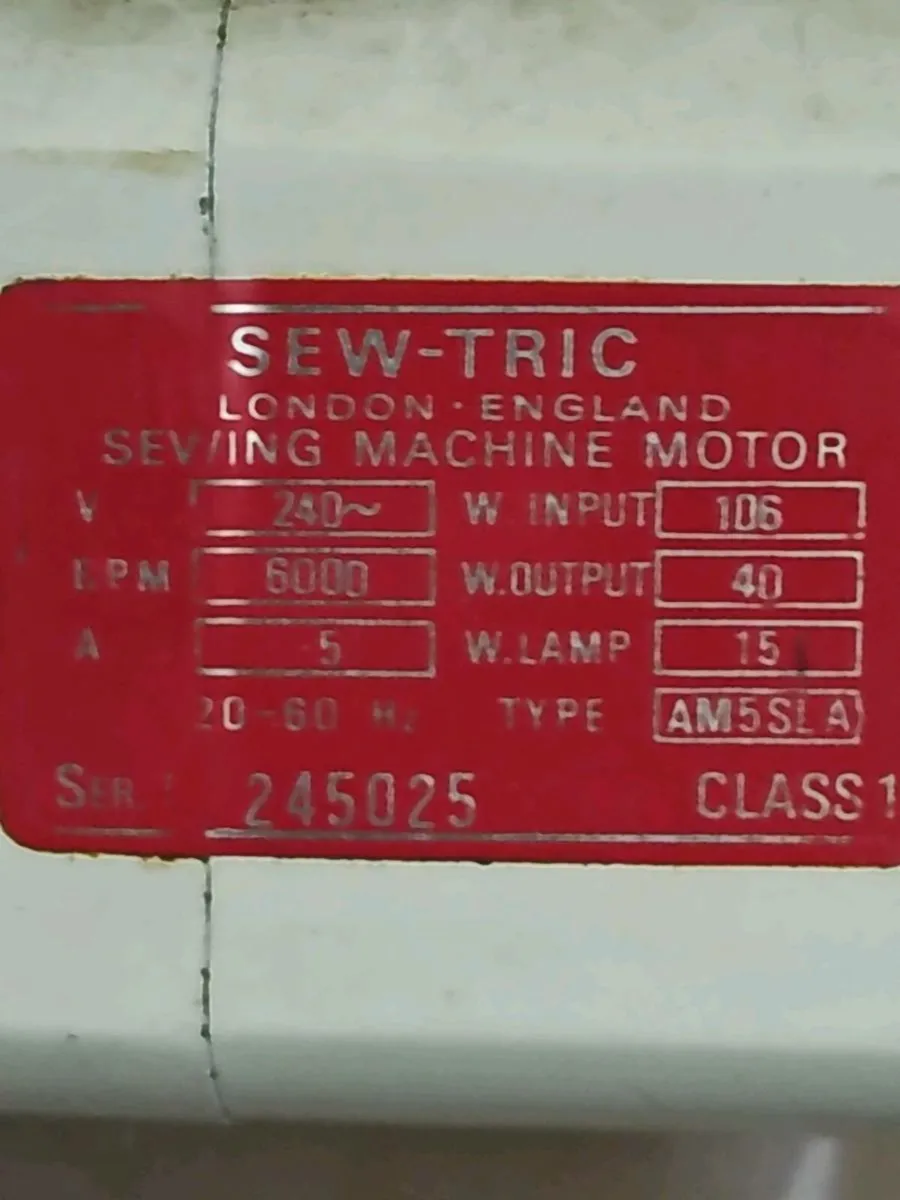 SEW-TRIC
LONDON · ENGLAND
SEWING MACHINE MOTOR
V 240~ W. INPUT 106
RPM 6000 W.OUTPUT 40
A ·5 W.LAMP 15
20-60 Hz TYPE AM5SLA
SER. 245025 CLASS 1